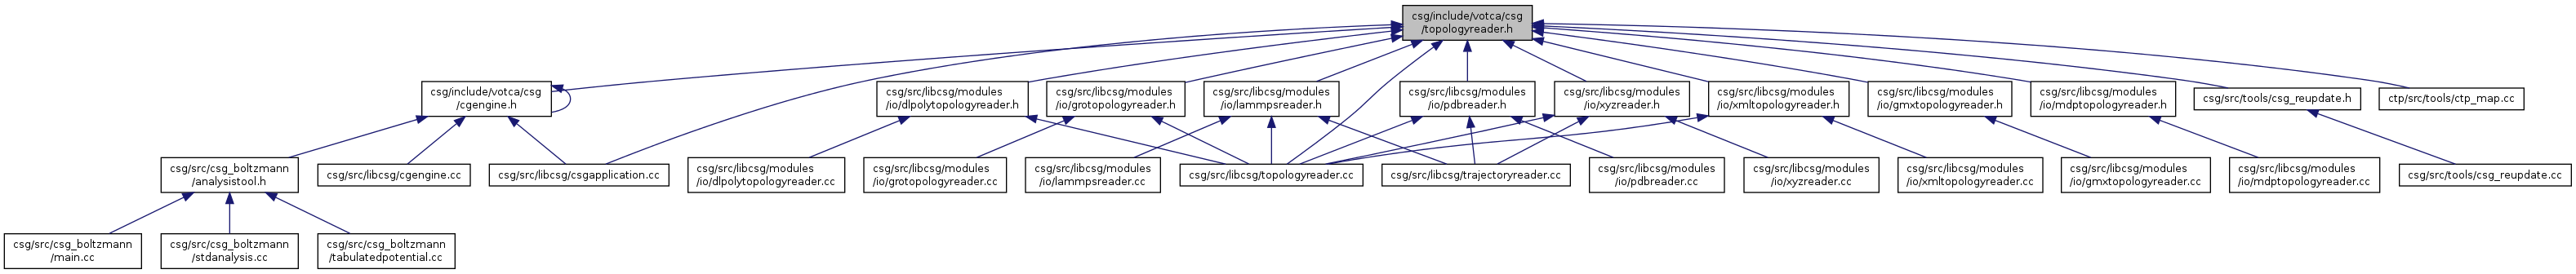 csg/include/votca/csg
/topologyreader.h
csg/include/votca/csg
/cgengine.h
csg/src/libcsg/modules
/io/dlpolytopologyreader.h
csg/src/libcsg/modules
/io/grotopologyreader.h
csg/src/libcsg/modules
/io/lammpsreader.h
csg/src/libcsg/modules
/io/pdbreader.h
csg/src/libcsg/modules
/io/xyzreader.h
csg/src/libcsg/modules
/io/xmltopologyreader.h
csg/src/libcsg/modules
/io/gmxtopologyreader.h
csg/src/libcsg/modules
/io/mdptopologyreader.h
csg/src/tools/csg_reupdate.h
ctp/src/tools/ctp_map.cc
csg/src/csg_boltzmann
/analysistool.h
csg/src/libcsg/cgengine.cc
csg/src/libcsg/csgapplication.cc
csg/src/libcsg/modules
/io/dlpolytopologyreader.cc
csg/src/libcsg/modules
/io/grotopologyreader.cc
csg/src/libcsg/modules
/io/lammpsreader.cc
csg/src/libcsg/topologyreader.cc
csg/src/libcsg/trajectoryreader.cc
csg/src/libcsg/modules
/io/pdbreader.cc
csg/src/libcsg/modules
/io/xyzreader.cc
csg/src/libcsg/modules
/io/xmltopologyreader.cc
csg/src/libcsg/modules
/io/gmxtopologyreader.cc
csg/src/libcsg/modules
/io/mdptopologyreader.cc
csg/src/tools/csg_reupdate.cc
csg/src/csg_boltzmann
/main.cc
csg/src/csg_boltzmann
/stdanalysis.cc
csg/src/csg_boltzmann
/tabulatedpotential.cc